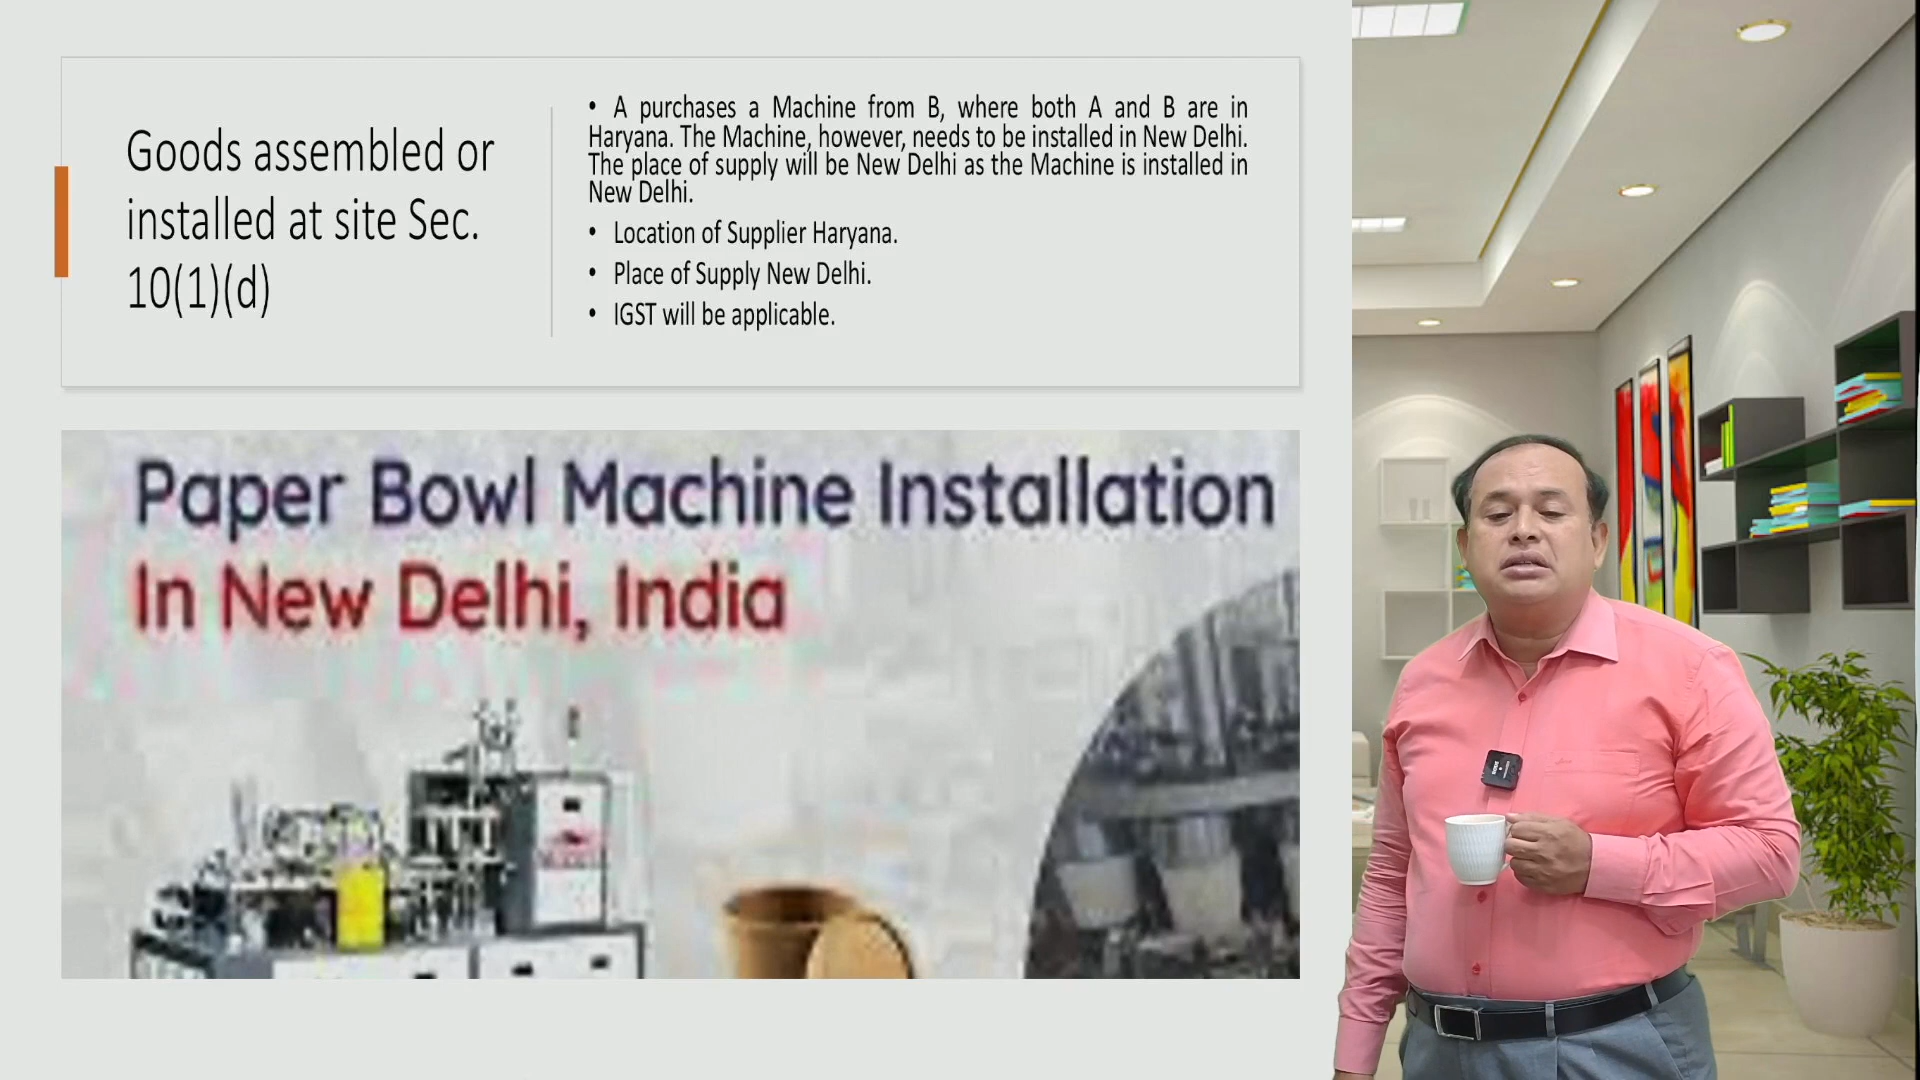 Goods assembled or
installed at site Sec.
10(1)(d)
• A purchases a Machine from B, where both A and B are in
Haryana. The Machine, however, needs to be installed in New Delhi.
The place of supply will be New Delhi as the Machine is installed in
New Delhi.
• Location of Supplier Haryana.
• Place of Supply New Delhi.
• IGST will be applicable.
Paper Bowl Machine Installation
In New Delhi, India